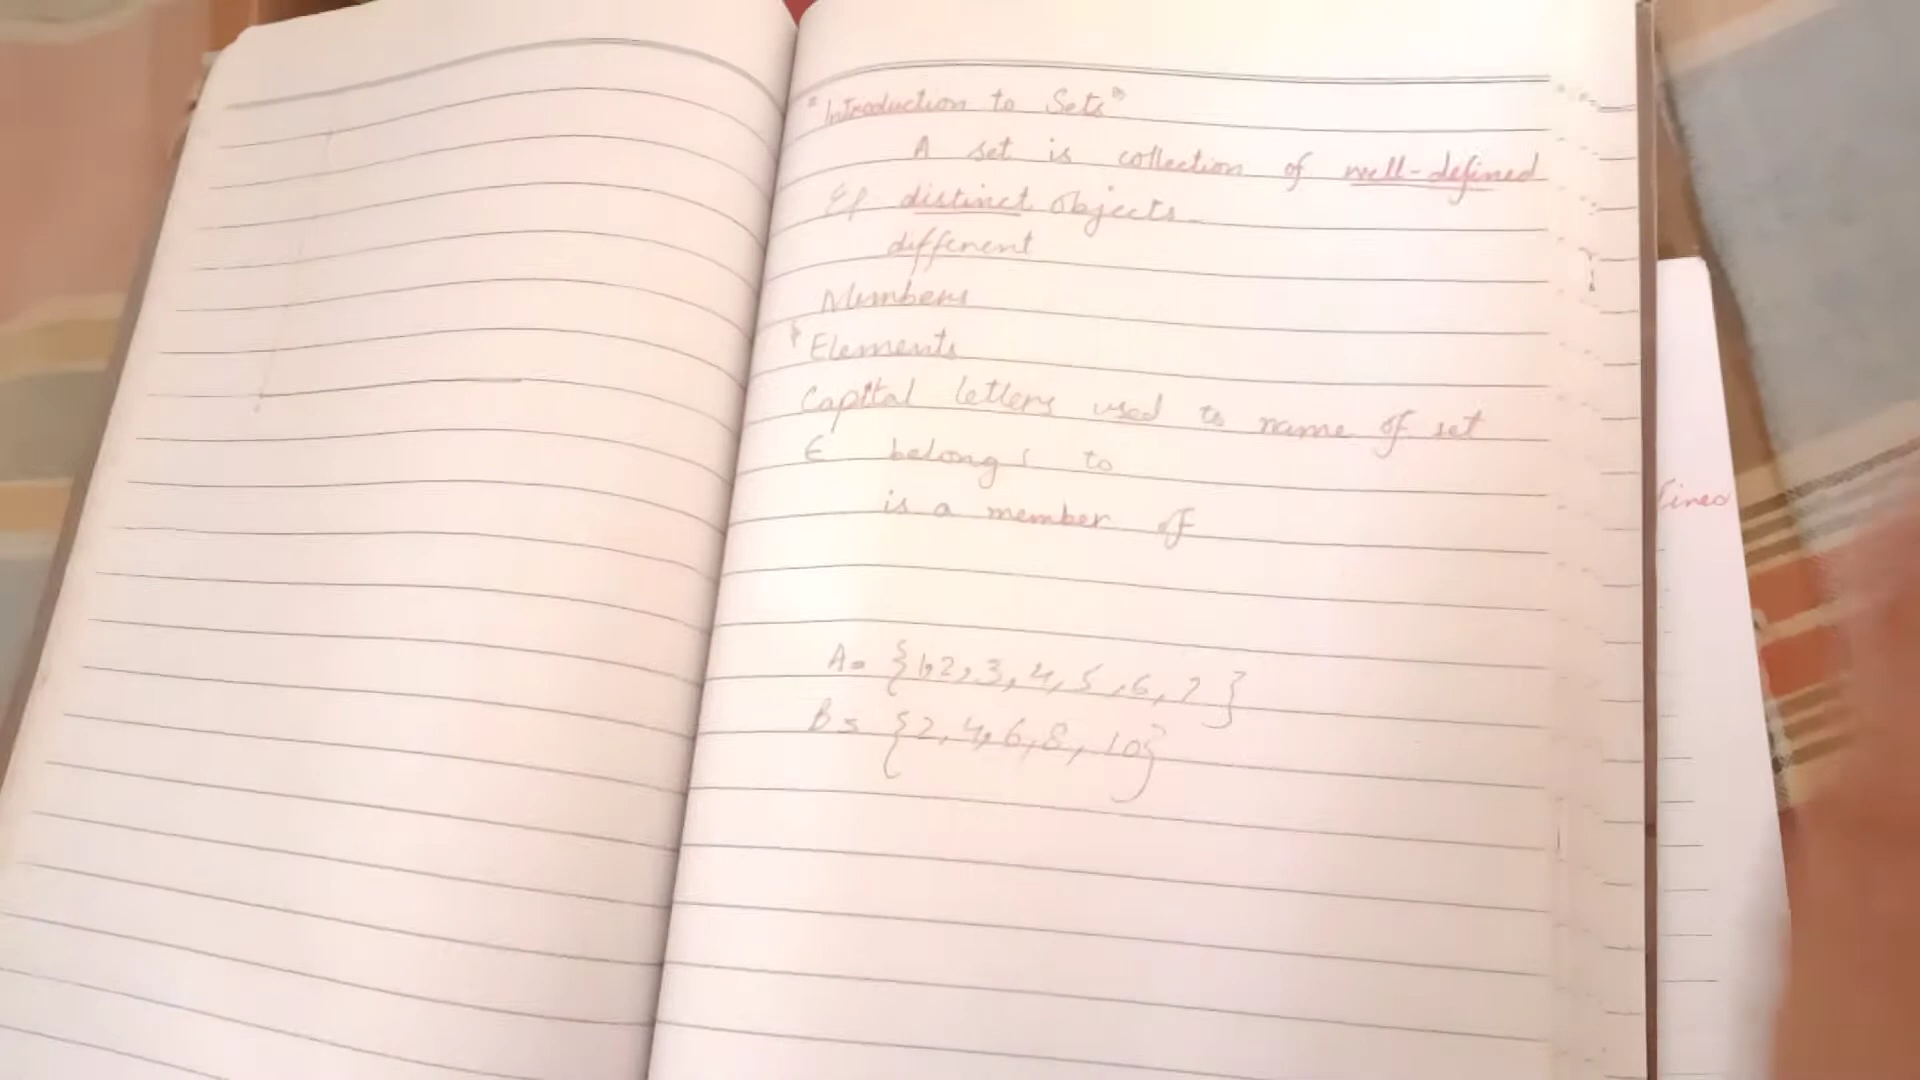 "Introduction to Sets"
A set is collection of well-defined
& distinct objects.
different
Members
Elements
Capital letters used to name of set
∈ belongs to
is a member of
A= {1,2,3,4,5,6,7}
B= {2,4,6,8,10}